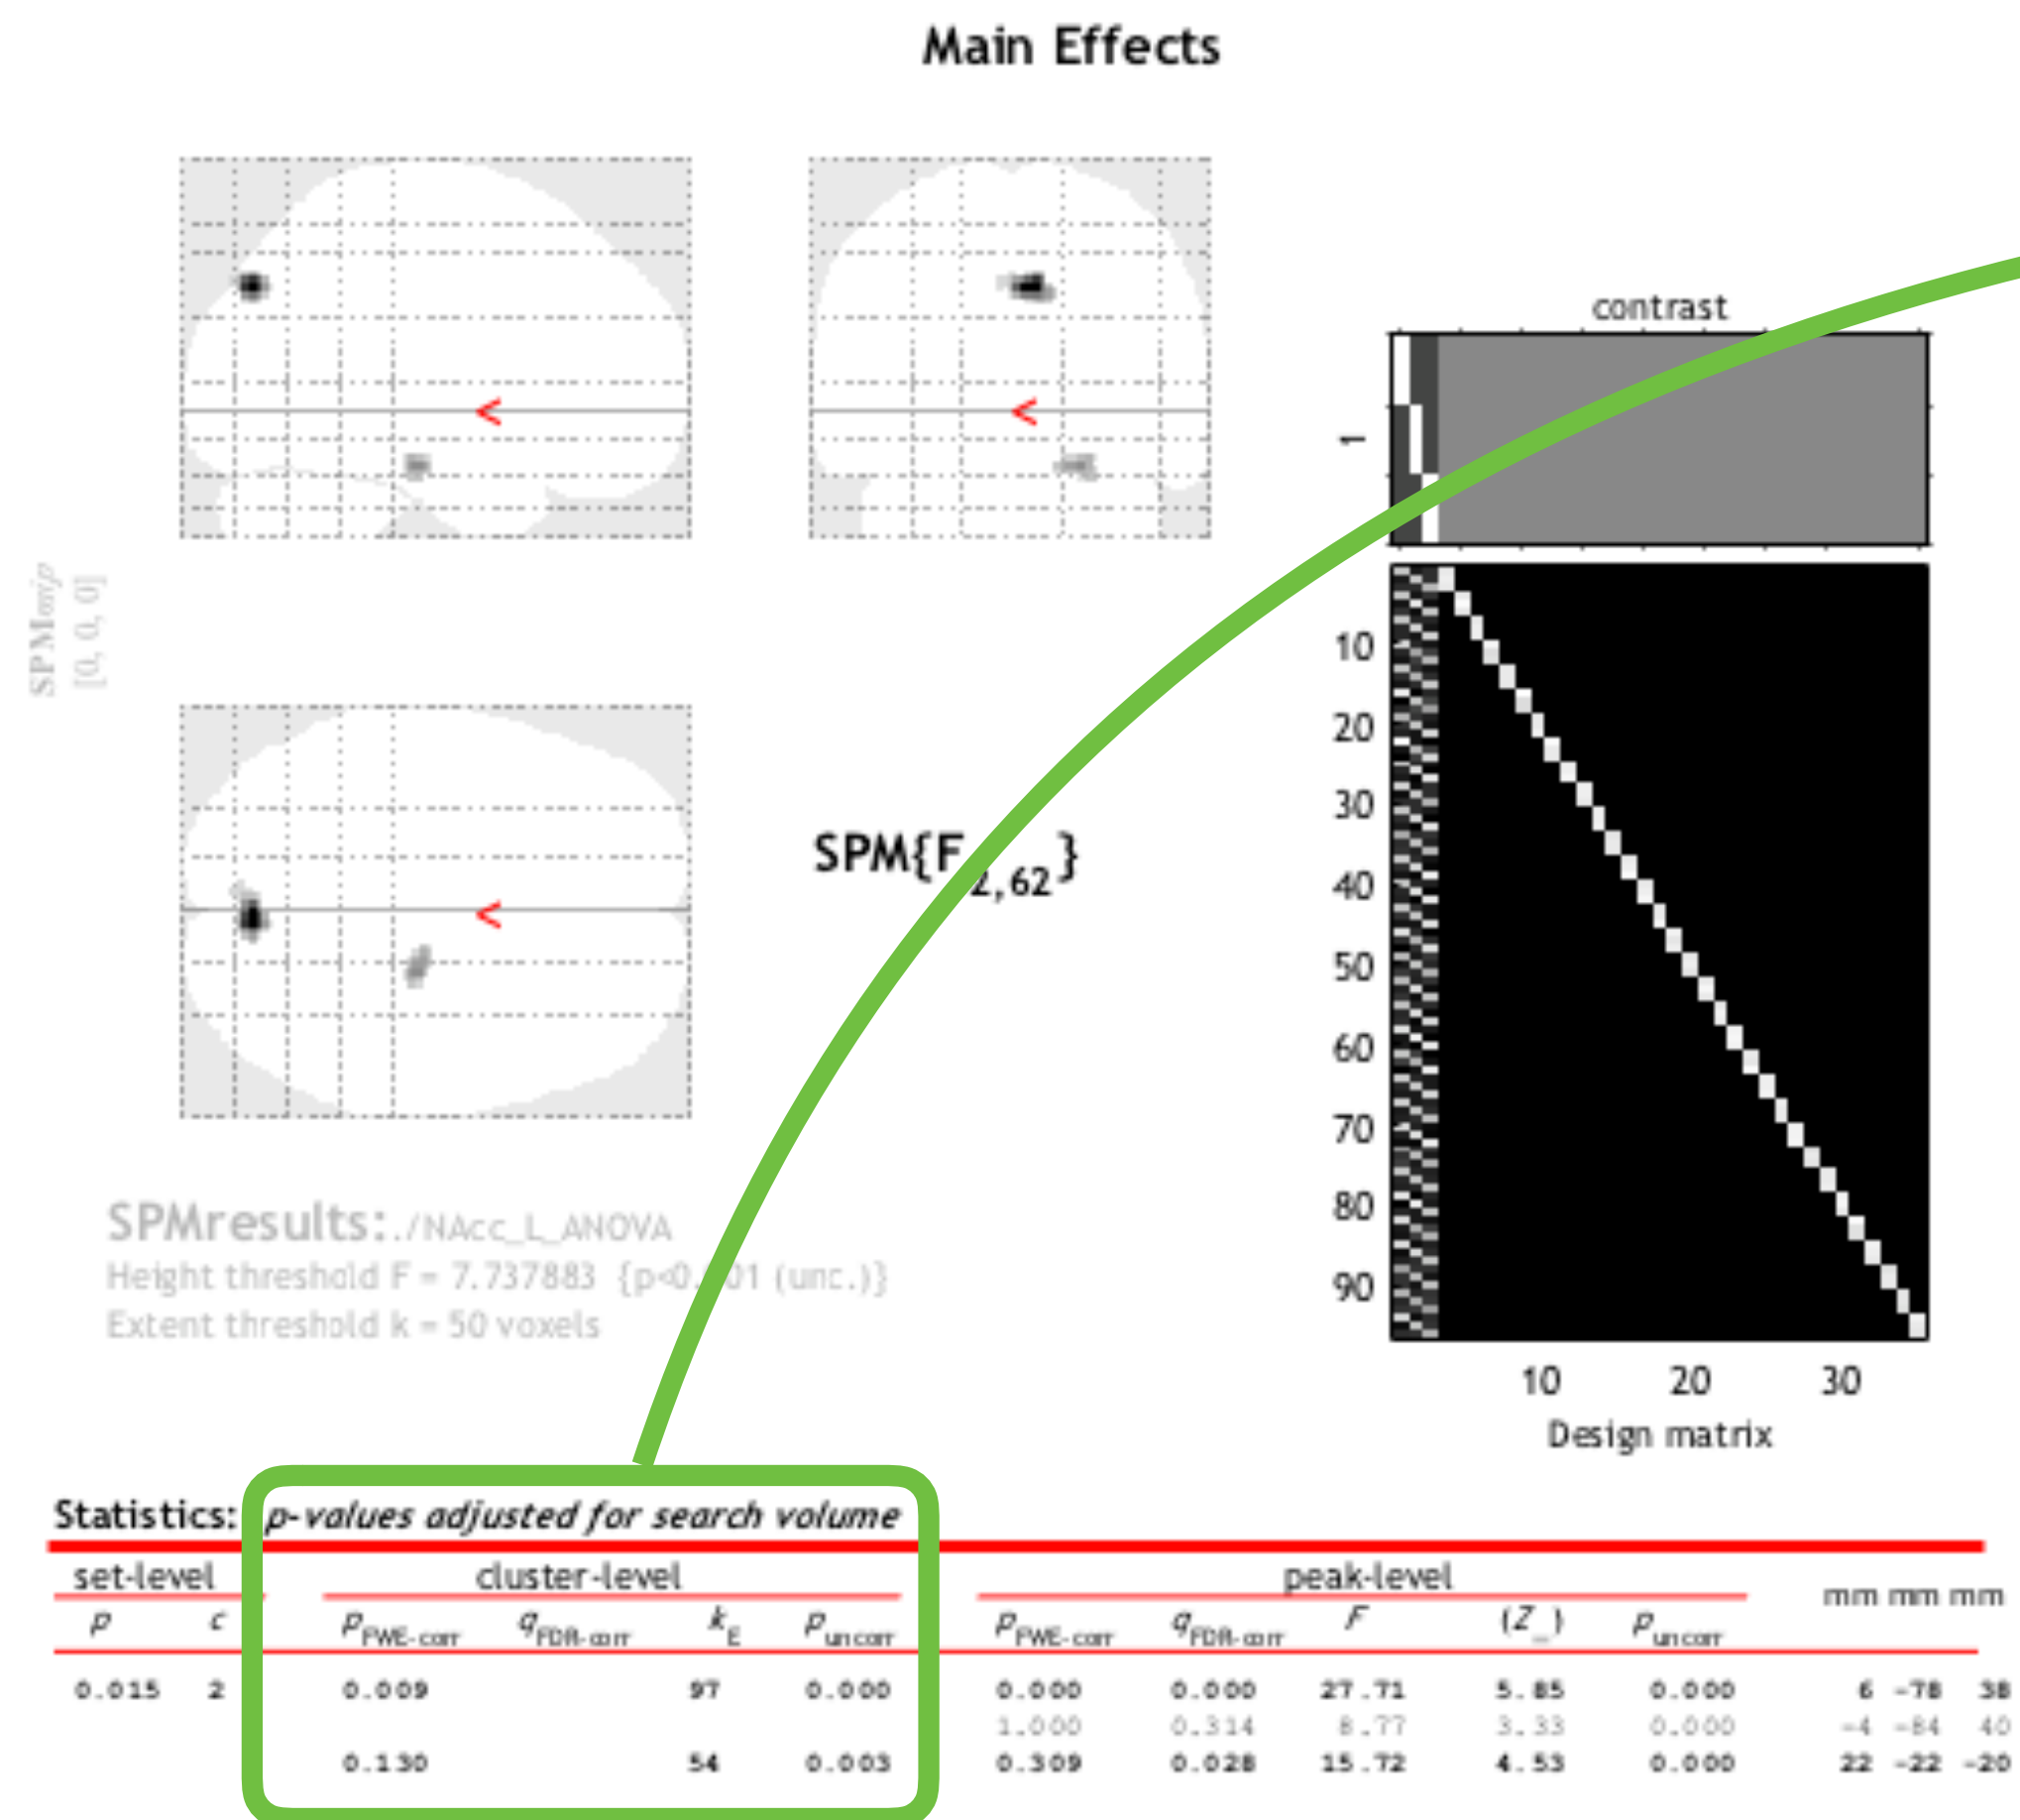 Main Effects
contrast
1
SPMmip
[0, 0, 0]
SPM{F2,62}
10
20
30
40
50
60
70
80
90
10 20 30
Design matrix
SPMresults: ./NAcc_L_ANOVA
Height threshold F = 7.737883 {p<0.001 (unc.)}
Extent threshold k = 50 voxels
Statistics: p-values adjusted for search volume
set-level cluster-level peak-level mm mm mm
p c pFWE-corr qFDR-corr kE puncorr pFWE-corr qFDR-corr F (Z_) puncorr
0.015 2 0.009 97 0.000 0.000 0.000 27.71 5.85 0.000 6 -78 38
1.000 0.314 8.77 3.33 0.000 -4 -84 40
0.130 54 0.003 0.309 0.028 15.72 4.53 0.000 22 -22 -20